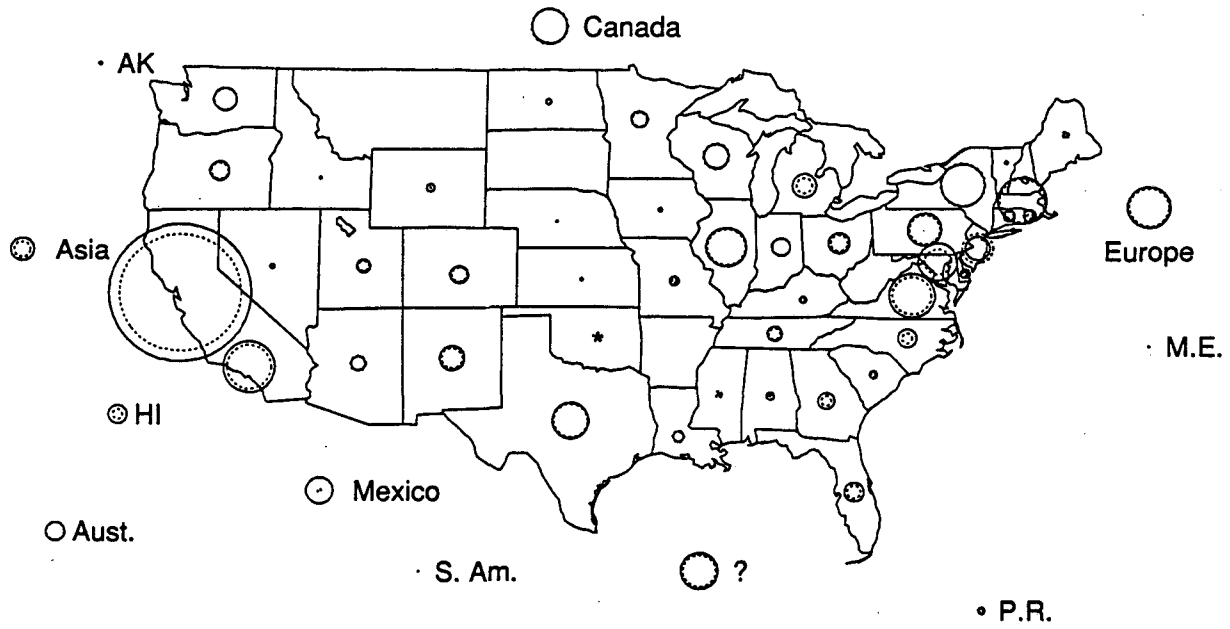 Canada
AK
Asia
Europe
M.E.
HI
Mexico
Aust.
S. Am.
?
P.R.